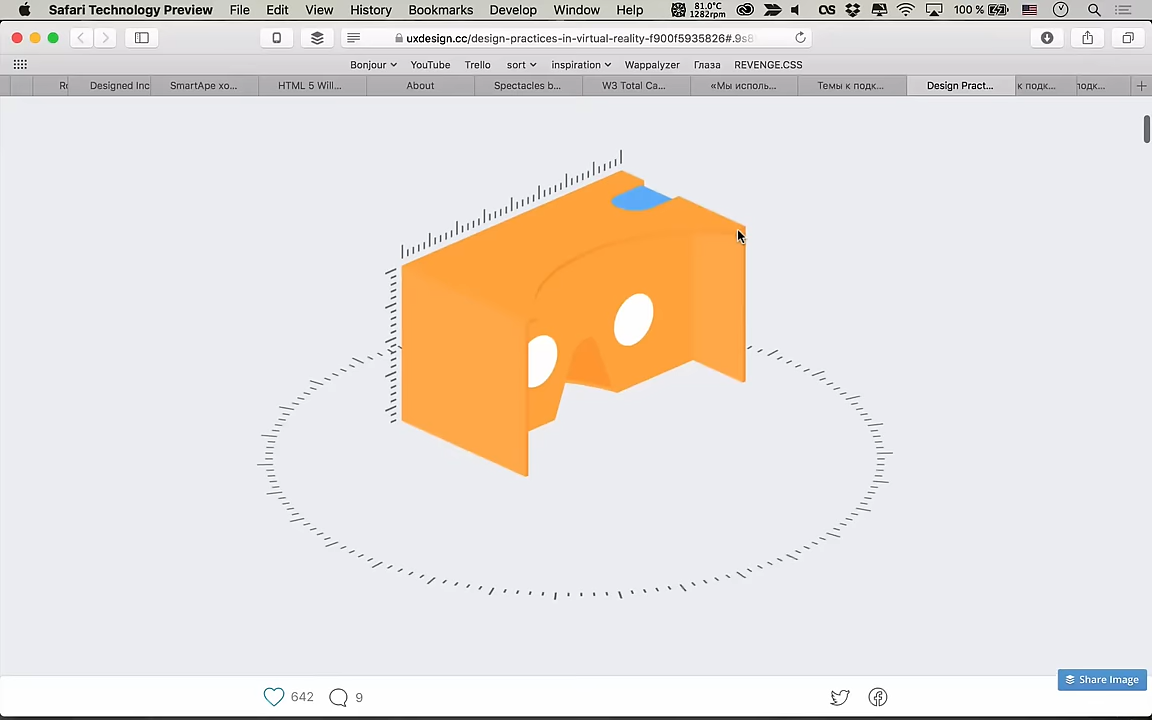 Safari Technology Preview File Edit View History Bookmarks Develop Window Help 81.0°C 1282rpm OS 100 %
uxdesign.cc/design-practices-in-virtual-reality-f900f5935826#.9s8
Bonjour YouTube Trello sort inspiration Wappalyzer Глаза REVENGE.CSS
Designed Inc SmartApe хо... HTML 5 Will... About Spectacles b... W3 Total Ca... «Мы исполь... Темы к подк... Design Pract... к подк... подк...
642 9
Share Image